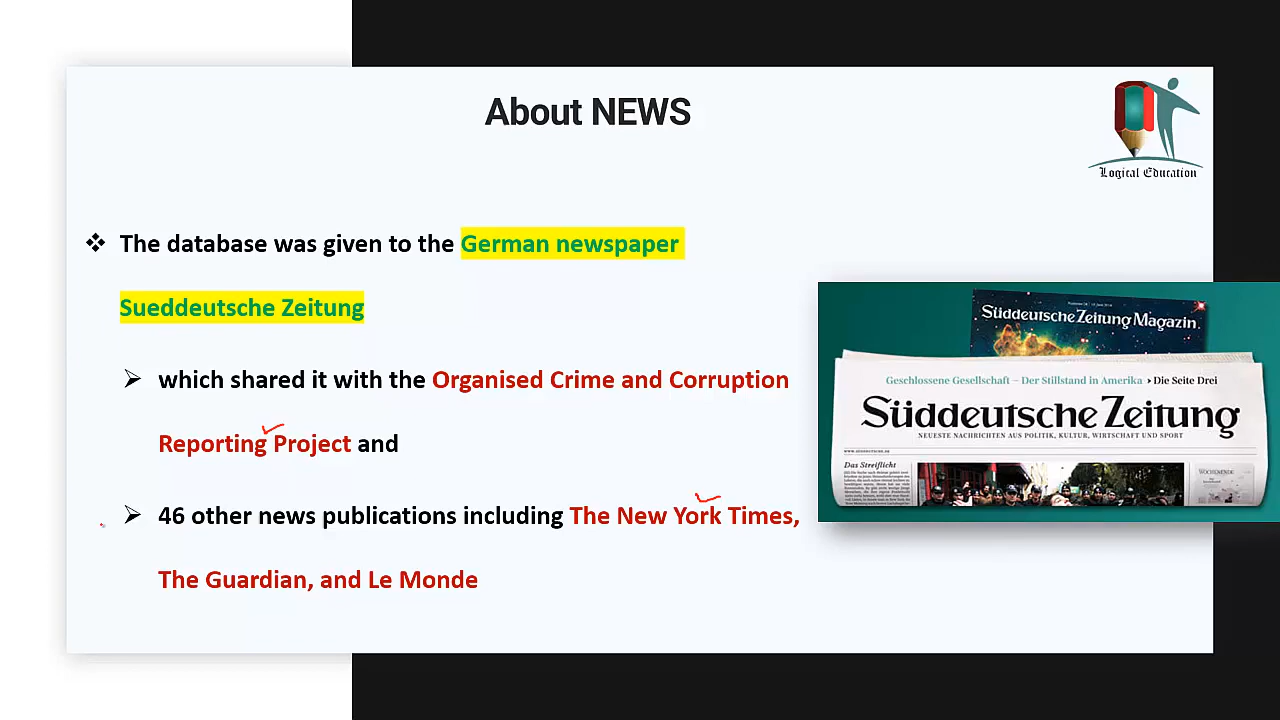 About NEWS
Logical Education
❖ The database was given to the German newspaper
Sueddeutsche Zeitung
➢ which shared it with the Organised Crime and Corruption
Reporting Project and
➢ 46 other news publications including The New York Times,
The Guardian, and Le Monde
Süddeutsche Zeitung Magazin
Geschlossene Gesellschaft – Der Stillstand in Amerika › Die Seite Drei
Süddeutsche Zeitung
NEUESTE NACHRICHTEN AUS POLITIK, KULTUR, WIRTSCHAFT UND SPORT
Das Streiflicht
WOCHENENDE